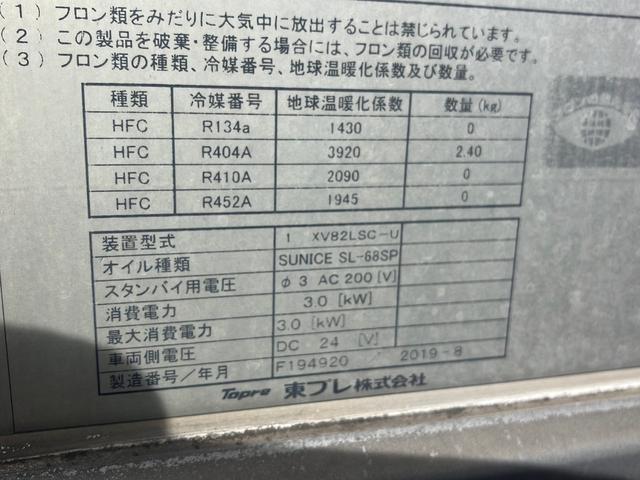 (1) フロン類をみだりに大気中に放出することは禁じられています。
(2) この製品を破棄・整備する場合には、フロン類の回収が必要です。
(3) フロン類の種類、冷媒番号、地球温暖化係数及び数量。
種類 冷媒番号 地球温暖化係数 数量(kg)
HFC R134a 1430 0
HFC R404A 3920 2.40
HFC R410A 2090 0
HFC R452A 1945 0
装置型式 1 XV82LSC-U
オイル種類 SUNICE SL-68SP
スタンバイ用電圧 φ3 AC 200 [V]
消費電力 3.0 [kW]
最大消費電力 3.0 [kW]
車両側電圧 DC 24 [V]
製造番号/年月 F194920 / 2019-8
Topre 東プレ株式会社